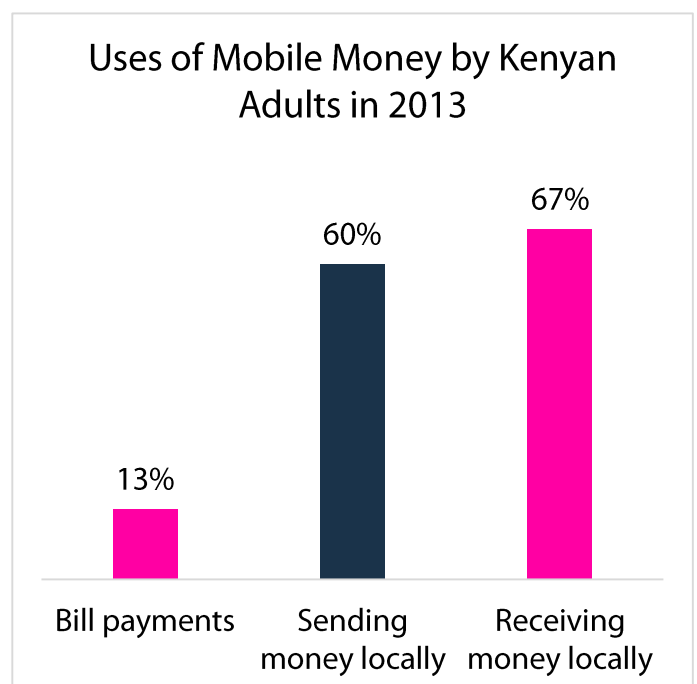 Uses of Mobile Money by Kenyan
Adults in 2013
67%
60%
13%
Bill payments
Sending
money locally
Receiving
money locally